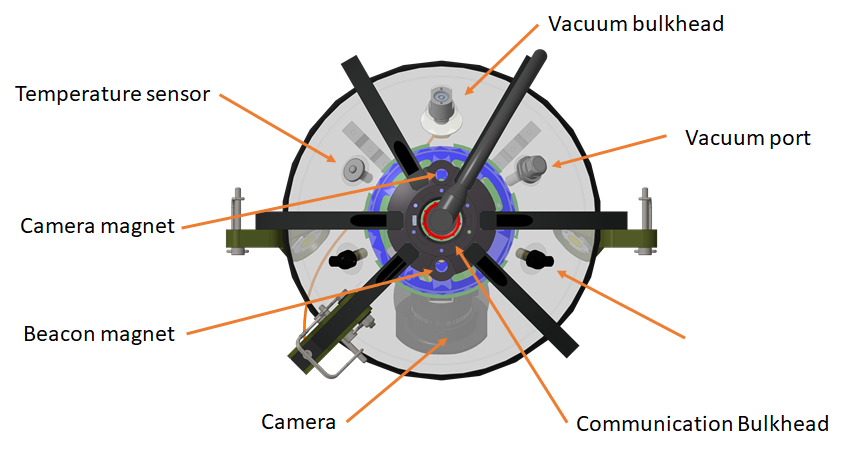 Vacuum bulkhead
Temperature sensor
Vacuum port
Camera magnet
Beacon magnet
Camera
Communication Bulkhead